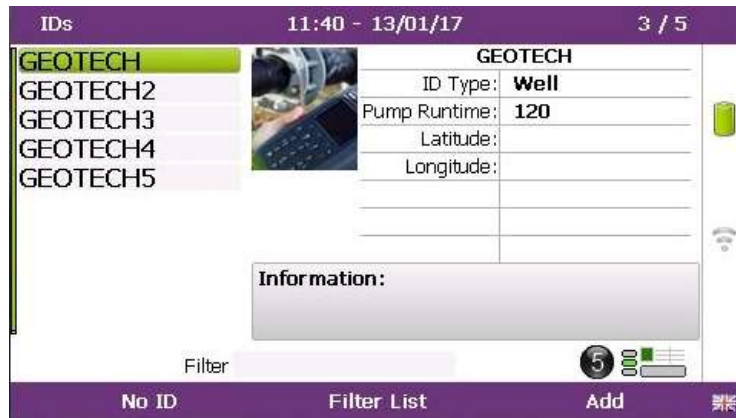 IDs 11:40 - 13/01/17 3 / 5
GEOTECH
GEOTECH2
GEOTECH3
GEOTECH4
GEOTECH5
GEOTECH
ID Type: Well
Pump Runtime: 120
Latitude:
Longitude:
Information:
Filter
5
No ID Filter List Add